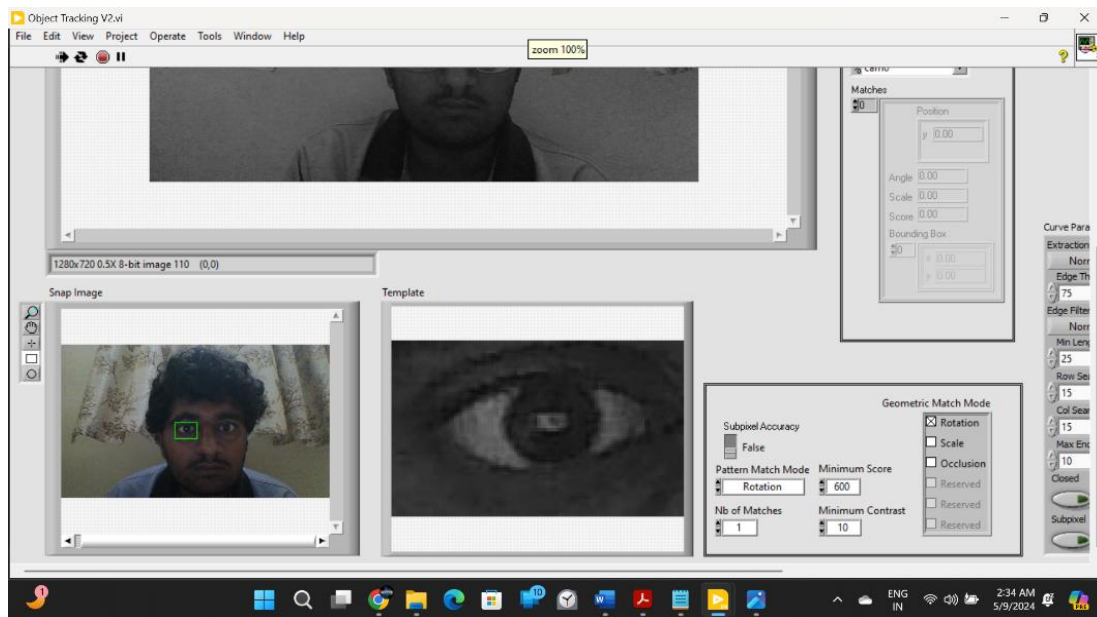 Object Tracking V2.vi
File Edit View Project Operate Tools Window Help
zoom 100%
Matches
0
Position
y 0.00
Angle 0.00
Scale 0.00
Score 0.00
Bounding Box
0
x 0.00
y 0.00
1280x720 0.5X 8-bit image 110 (0,0)
Snap Image
Template
Curve Para
Extraction
Norr
Edge Th
75
Edge Filter
Norr
Min Leng
25
Row Sea
15
Col Sear
15
Max Enc
10
Closed
Subpixel
Subpixel Accuracy
False
Pattern Match Mode
Rotation
Minimum Score
600
Nb of Matches
1
Minimum Contrast
10
Geometric Match Mode
Rotation
Scale
Occlusion
Reserved
Reserved
Reserved
1
10
ENG
IN
2:34 AM
5/9/2024
PRE